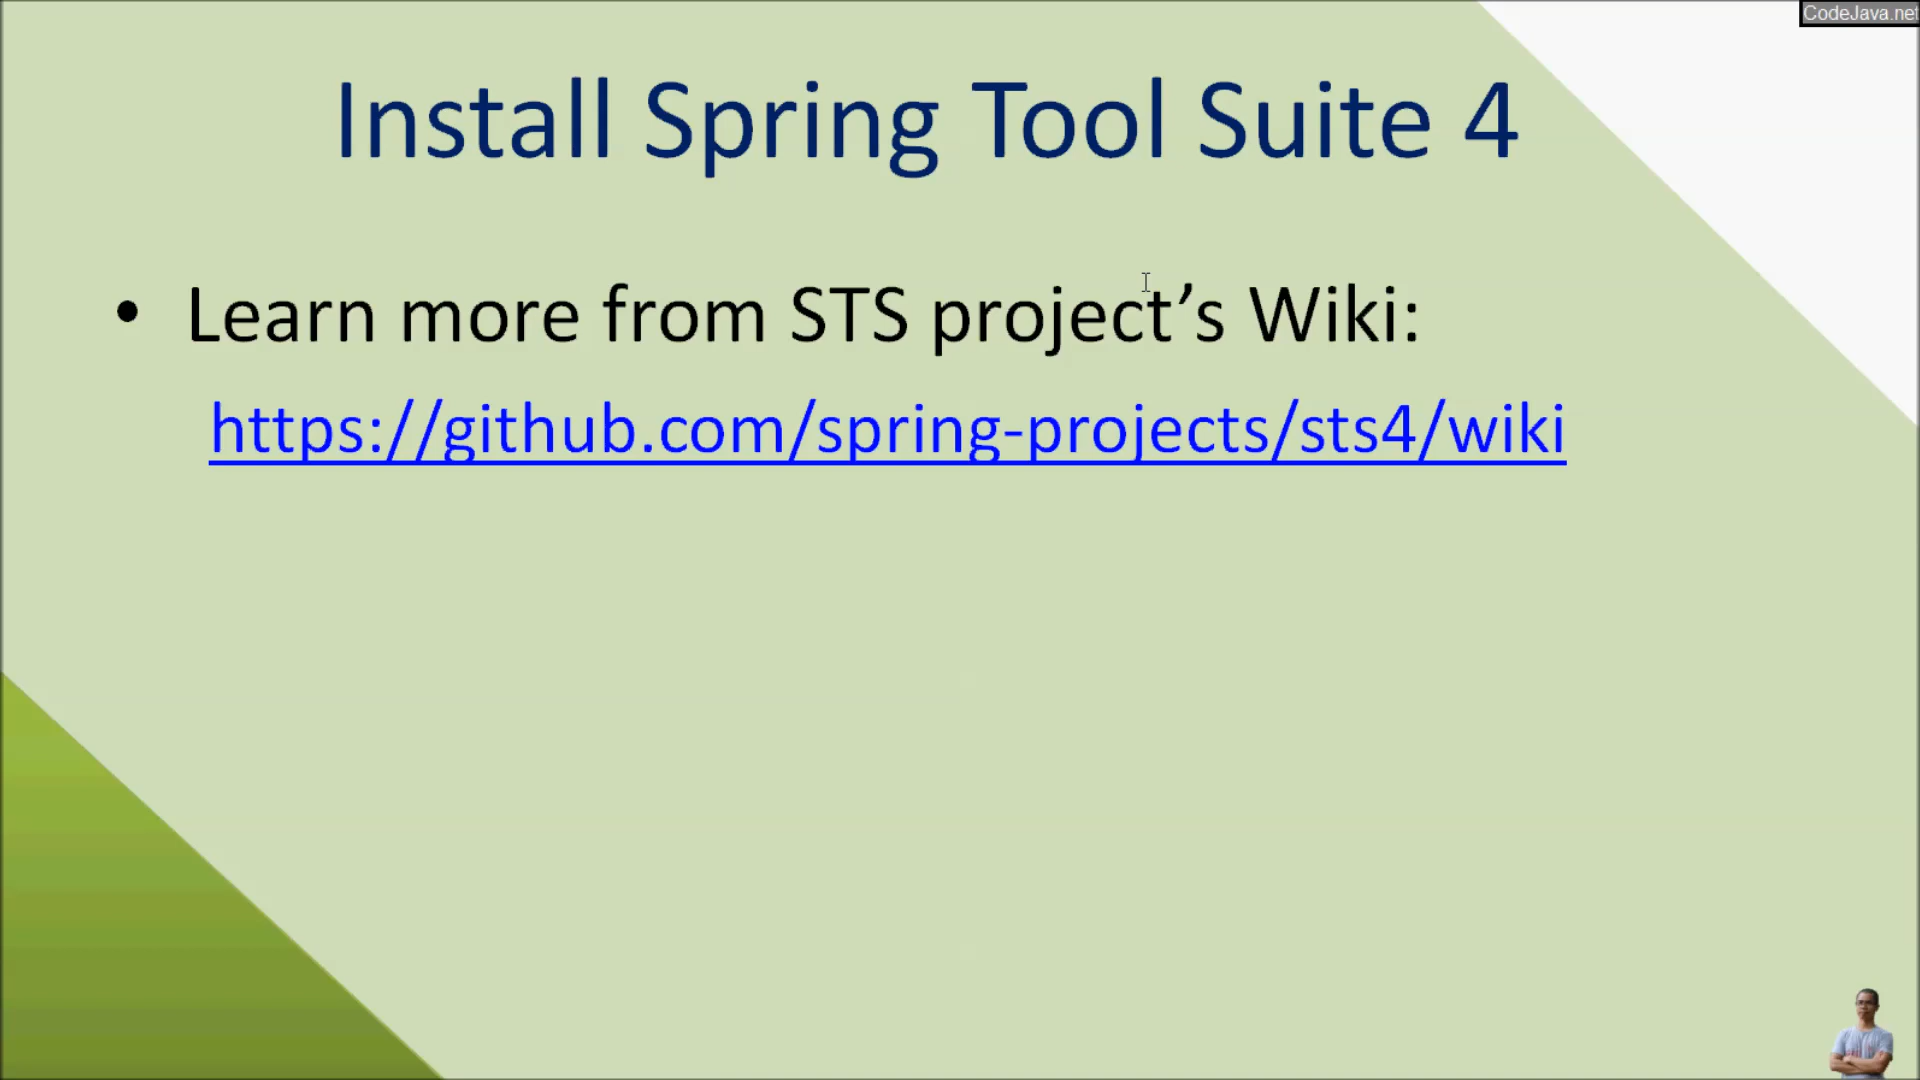 CodeJava.net
Install Spring Tool Suite 4
• Learn more from STS project’s Wiki:
https://github.com/spring-projects/sts4/wiki